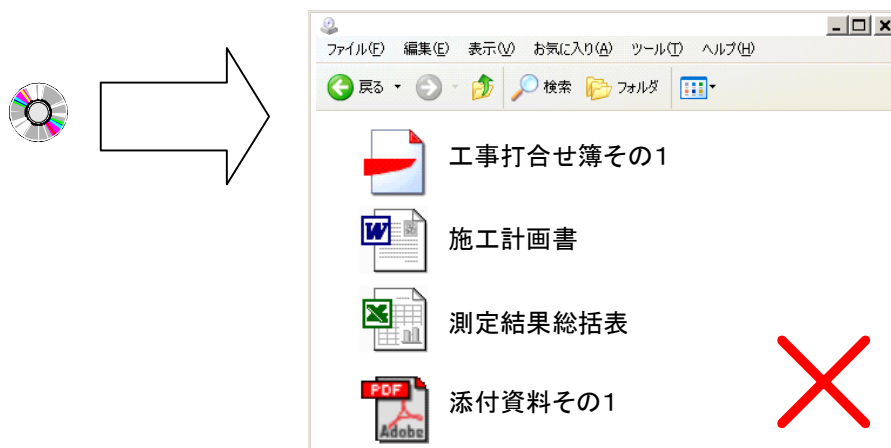 ファイル(F) 編集(E) 表示(V) お気に入り(A) ツール(T) ヘルプ(H)
戻る 検索 フォルダ
工事打合せ簿その1
W
施工計画書
X
測定結果総括表
PDF
添付資料その1
Adobe